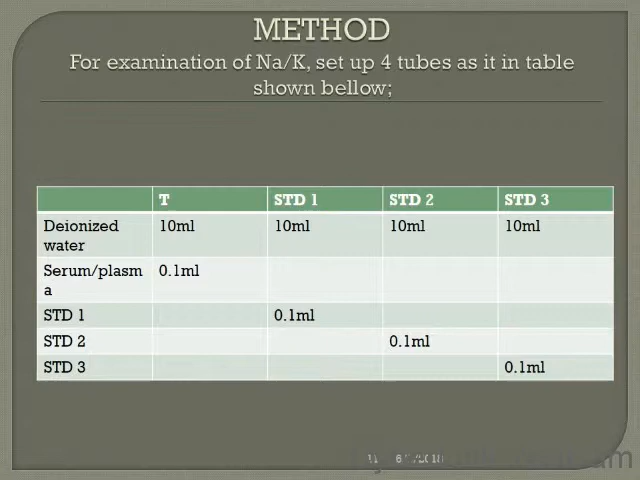 METHOD
For examination of Na/K, set up 4 tubes as it in table
shown bellow;
T STD 1 STD 2 STD 3
Deionized water 10ml 10ml 10ml 10ml
Serum/plasma 0.1ml
STD 1 0.1ml
STD 2 0.1ml
STD 3 0.1ml